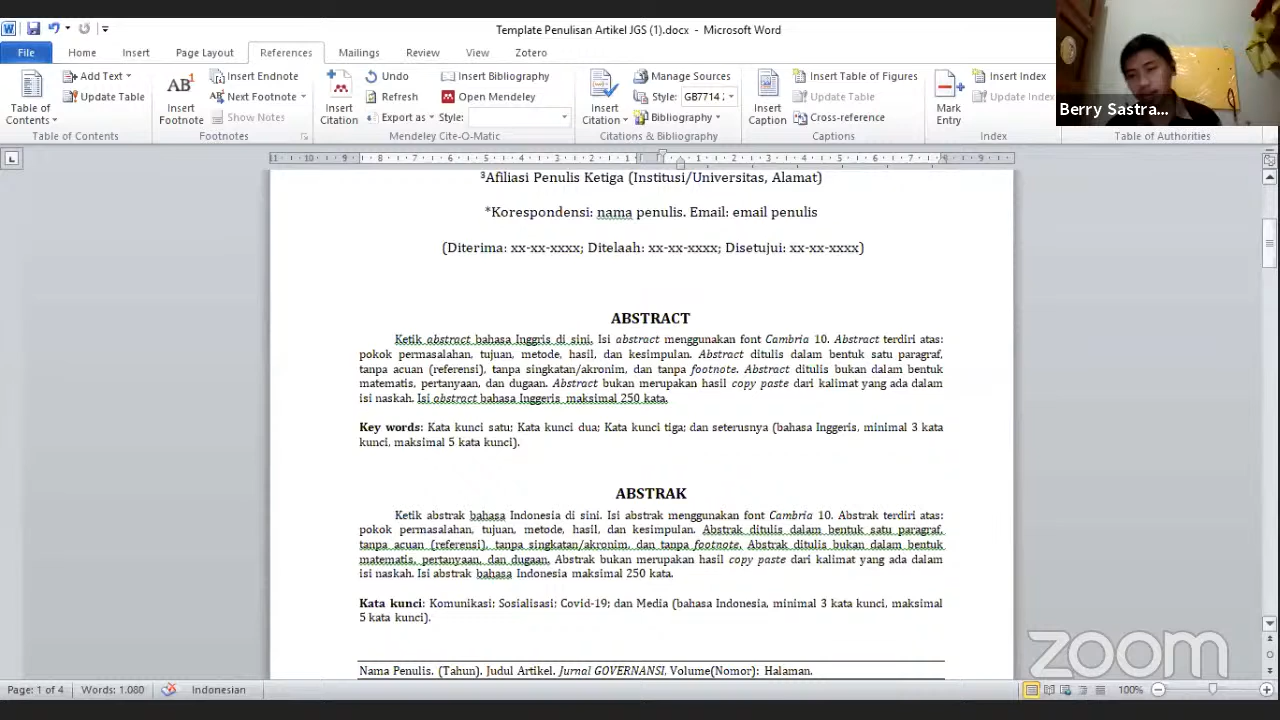 Template Penulisan Artikel JGS (1).docx - Microsoft Word
File Home Insert Page Layout References Mailings Review View Zotero
Berry Sastra...
Table of Contents
Add Text
Update Table
Table of Contents
AB¹ Insert Footnote
Insert Endnote
Next Footnote
Show Notes
Footnotes
Insert Citation
Undo
Refresh
Export as
Insert Bibliography
Open Mendeley
Style:
Mendeley Cite-O-Matic
Insert Citation
Manage Sources
Style: GB7714
Bibliography
Citations & Bibliography
Insert Caption
Insert Table of Figures
Update Table
Cross-reference
Captions
Mark Entry
Insert Index
Update Index
Index
Table of Authorities
³Afiliasi Penulis Ketiga (Institusi/Universitas, Alamat)
*Korespondensi: nama penulis. Email: email penulis
(Diterima: xx-xx-xxxx; Ditelaah: xx-xx-xxxx; Disetujui: xx-xx-xxxx)
ABSTRACT
Ketik abstract bahasa Inggris di sini. Isi abstract menggunakan font Cambria 10. Abstract terdiri atas:
pokok permasalahan, tujuan, metode, hasil, dan kesimpulan. Abstract ditulis dalam bentuk satu paragraf,
tanpa acuan (referensi), tanpa singkatan/akronim, dan tanpa footnote. Abstract ditulis bukan dalam bentuk
matematis, pertanyaan, dan dugaan. Abstract bukan merupakan hasil copy paste dari kalimat yang ada dalam
isi naskah. Isi abstract bahasa Inggeris maksimal 250 kata.
Key words: Kata kunci satu; Kata kunci dua; Kata kunci tiga; dan seterusnya (bahasa Inggeris, minimal 3 kata
kunci, maksimal 5 kata kunci).
ABSTRAK
Ketik abstrak bahasa Indonesia di sini. Isi abstrak menggunakan font Cambria 10. Abstrak terdiri atas:
pokok permasalahan, tujuan, metode, hasil, dan kesimpulan. Abstrak ditulis dalam bentuk satu paragraf,
tanpa acuan (referensi), tanpa singkatan/akronim, dan tanpa footnote. Abstrak ditulis bukan dalam bentuk
matematis, pertanyaan, dan dugaan. Abstrak bukan merupakan hasil copy paste dari kalimat yang ada dalam
isi naskah. Isi abstrak bahasa Indonesia maksimal 250 kata.
Kata kunci: Komunikasi; Sosialisasi; Covid-19; dan Media (bahasa Indonesia, minimal 3 kata kunci, maksimal
5 kata kunci).
Nama Penulis. (Tahun). Judul Artikel. Jurnal GOVERNANSI, Volume(Nomor): Halaman.
zoom
Page: 1 of 4 Words: 1.080 Indonesian 100%